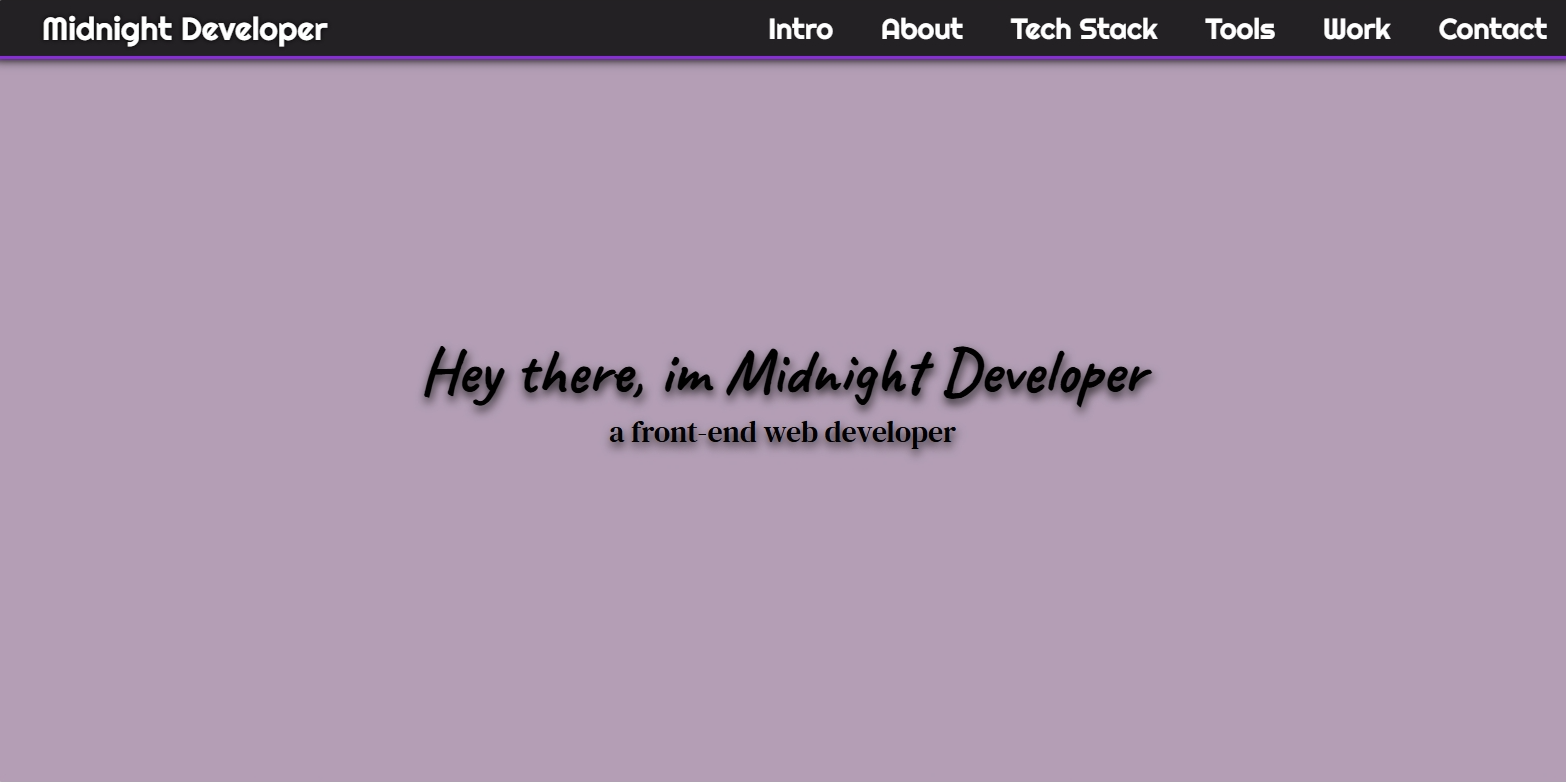 Midnight Developer Intro About Tech Stack Tools Work Contact
Hey there, im Midnight Developer
a front-end web developer